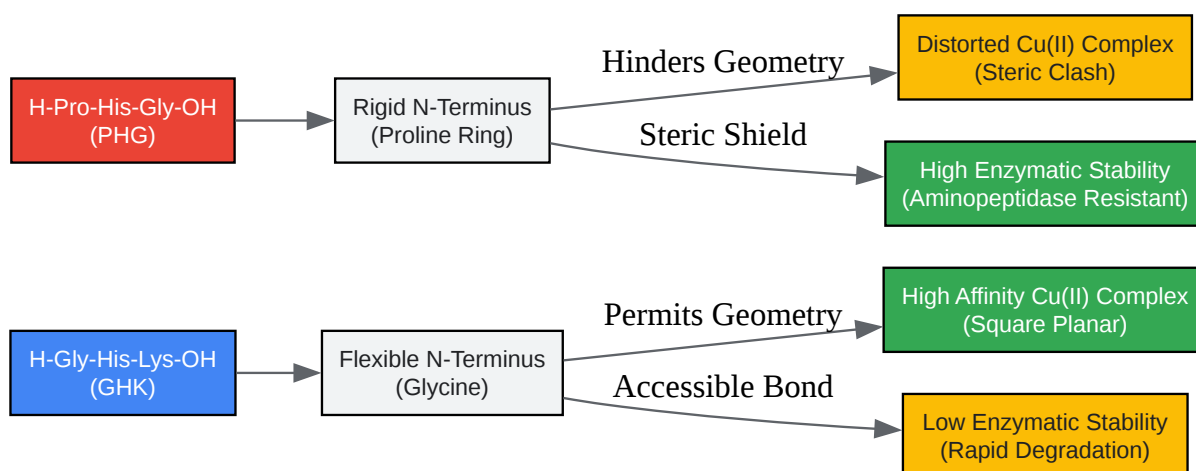 H-Pro-His-Gly-OH
(PHG)
Rigid N-Terminus
(Proline Ring)
Hinders Geometry
Distorted Cu(II) Complex
(Steric Clash)
Steric Shield
High Enzymatic Stability
(Aminopeptidase Resistant)
H-Gly-His-Lys-OH
(GHK)
Flexible N-Terminus
(Glycine)
Permits Geometry
High Affinity Cu(II) Complex
(Square Planar)
Accessible Bond
Low Enzymatic Stability
(Rapid Degradation)